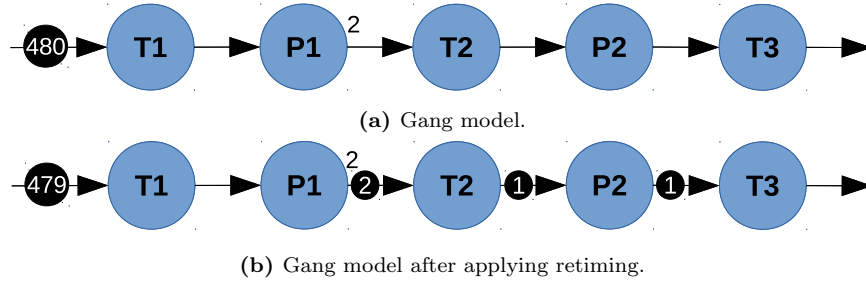 2
480 T1 P1 T2 P2 T3
(a) Gang model.
2
479 T1 P1 2 T2 1 P2 1 T3
(b) Gang model after applying retiming.